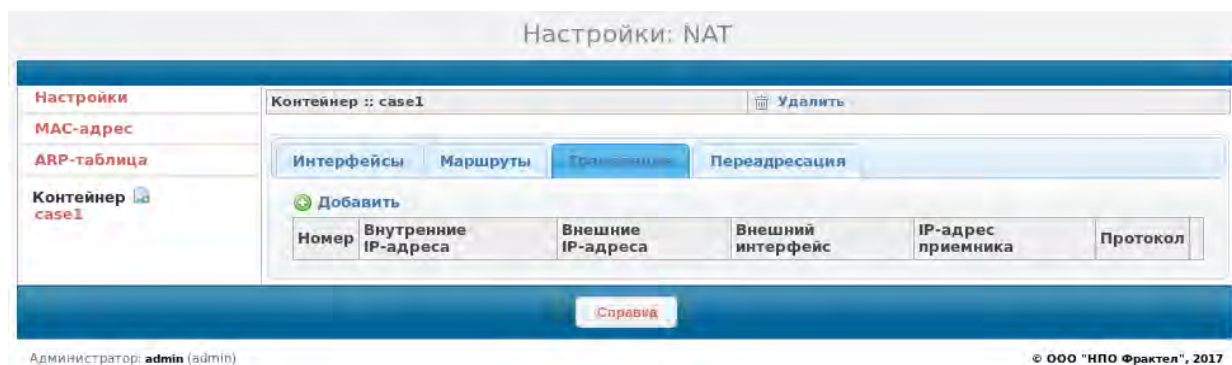 Настройки: NAT
Настройки
MAC-адрес
ARP-таблица
Контейнер
case1
Контейнер :: case1 Удалить
Интерфейсы Маршруты Трансляция Переадресация
Добавить
Номер Внутренние IP-адреса Внешние IP-адреса Внешний интерфейс IP-адрес приемника Протокол
Справка
Администратор: admin (admin)
© ООО "НПО Фрактел", 2017